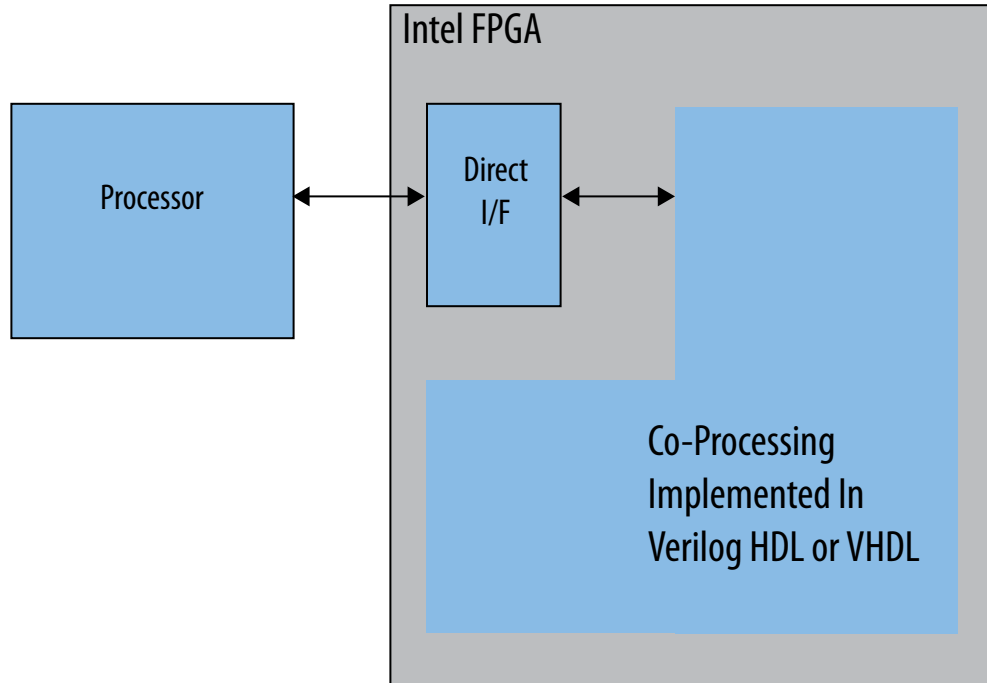 Intel FPGA
Processor
Direct
I/F
Co-Processing
Implemented In
Verilog HDL or VHDL